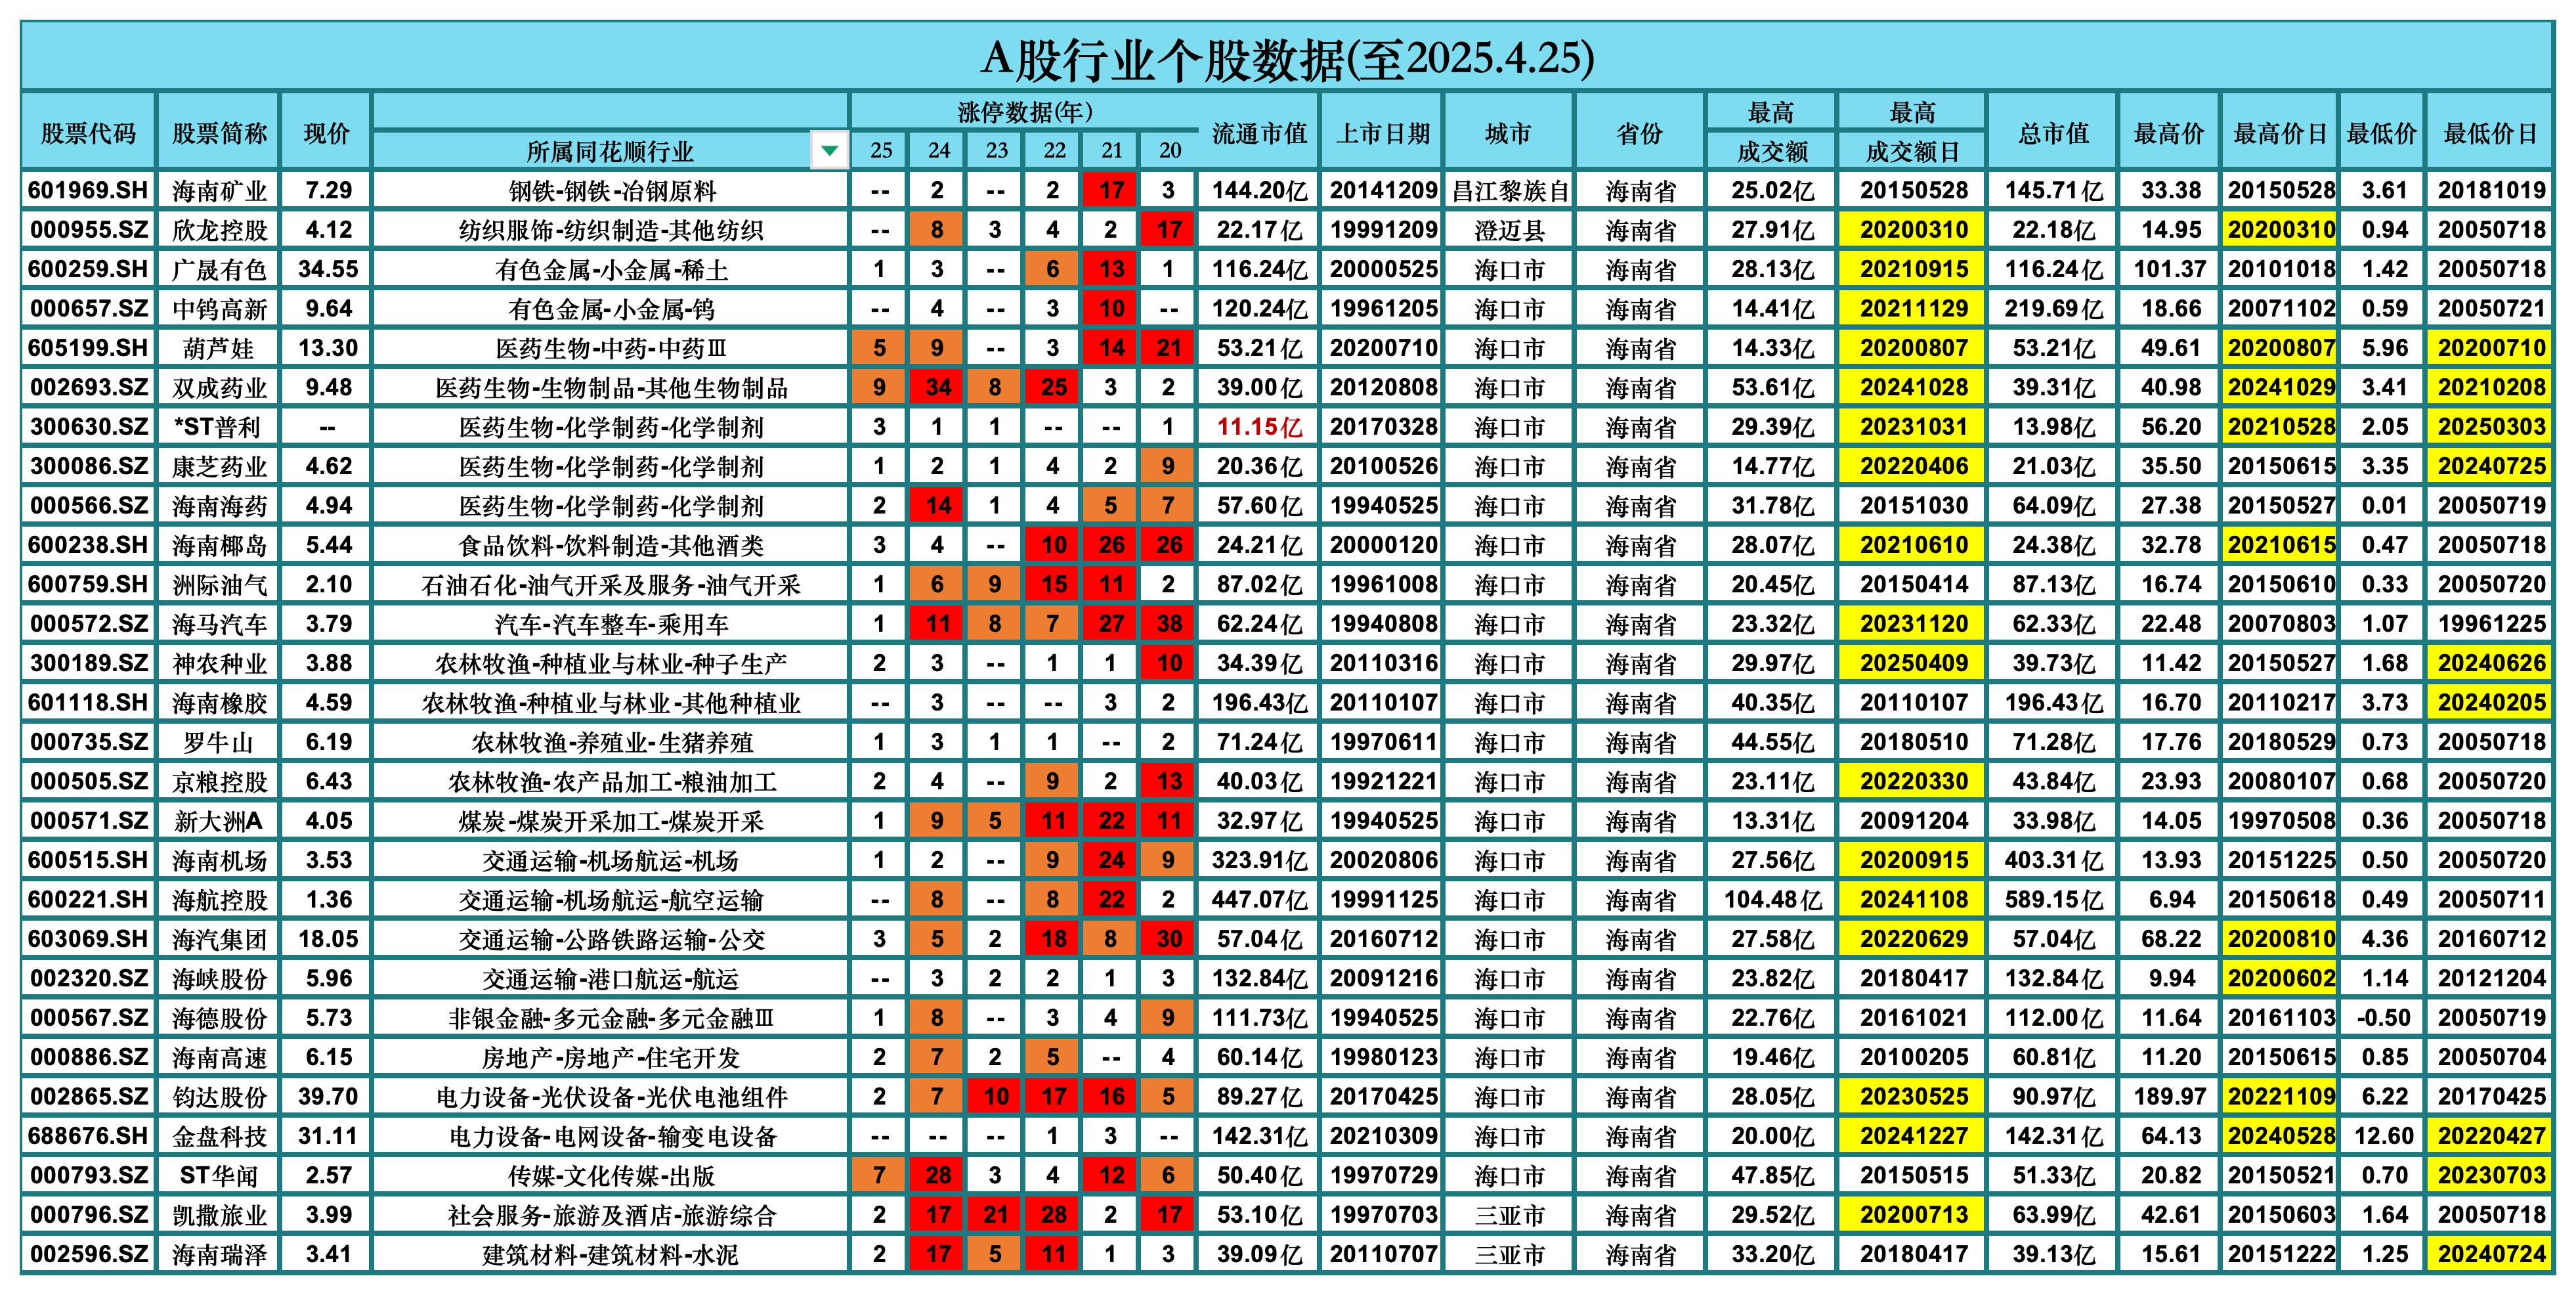 A股行业个股数据(至2025.4.25)
股票代码 股票简称 现价 所属同花顺行业 涨停数据(年) 25 24 23 22 21 20 流通市值 上市日期 城市 省份 最高成交额 最高成交额日 总市值 最高价 最高价日 最低价 最低价日
601969.SH 海南矿业 7.29 钢铁-钢铁-冶钢原料 -- 2 -- 2 17 3 144.20亿 20141209 昌江黎族自 海南省 25.02亿 20150528 145.71亿 33.38 20150528 3.61 20181019
000955.SZ 欣龙控股 4.12 纺织服饰-纺织制造-其他纺织 -- 8 3 4 2 17 22.17亿 19991209 澄迈县 海南省 27.91亿 20200310 22.18亿 14.95 20200310 0.94 20050718
600259.SH 广晟有色 34.55 有色金属-小金属-稀土 1 3 -- 6 13 1 116.24亿 20000525 海口市 海南省 28.13亿 20210915 116.24亿 101.37 20101018 1.42 20050718
000657.SZ 中钨高新 9.64 有色金属-小金属-钨 -- 4 -- 3 10 -- 120.24亿 19961205 海口市 海南省 14.41亿 20211129 219.69亿 18.66 20071102 0.59 20050721
605199.SH 葫芦娃 13.30 医药生物-中药-中药Ⅲ 5 9 -- 3 14 21 53.21亿 20200710 海口市 海南省 14.33亿 20200807 53.21亿 49.61 20200807 5.96 20200710
002693.SZ 双成药业 9.48 医药生物-生物制品-其他生物制品 9 34 8 25 3 2 39.00亿 20120808 海口市 海南省 53.61亿 20241028 39.31亿 40.98 20241029 3.41 20210208
300630.SZ *ST普利 -- 医药生物-化学制药-化学制剂 3 1 1 -- -- 1 11.15亿 20170328 海口市 海南省 29.39亿 20231031 13.98亿 56.20 20210528 2.05 20250303
300086.SZ 康芝药业 4.62 医药生物-化学制药-化学制剂 1 2 1 4 2 9 20.36亿 20100526 海口市 海南省 14.77亿 20220406 21.03亿 35.50 20150615 3.35 20240725
000566.SZ 海南海药 4.94 医药生物-化学制药-化学制剂 2 14 1 4 5 7 57.60亿 19940525 海口市 海南省 31.78亿 20151030 64.09亿 27.38 20150527 0.01 20050719
600238.SH 海南椰岛 5.44 食品饮料-饮料制造-其他酒类 3 4 -- 10 26 26 24.21亿 20000120 海口市 海南省 28.07亿 20210610 24.38亿 32.78 20210615 0.47 20050718
600759.SH 洲际油气 2.10 石油石化-油气开采及服务-油气开采 1 6 9 15 11 2 87.02亿 19961008 海口市 海南省 20.45亿 20150414 87.13亿 16.74 20150610 0.33 20050720
000572.SZ 海马汽车 3.79 汽车-汽车整车-乘用车 1 11 8 7 27 38 62.24亿 19940808 海口市 海南省 23.32亿 20231120 62.33亿 22.48 20070803 1.07 19961225
300189.SZ 神农种业 3.88 农林牧渔-种植业与林业-种子生产 2 3 -- 1 1 10 34.39亿 20110316 海口市 海南省 29.97亿 20250409 39.73亿 11.42 20150527 1.68 20240626
601118.SH 海南橡胶 4.59 农林牧渔-种植业与林业-其他种植业 -- 3 -- -- 3 2 196.43亿 20110107 海口市 海南省 40.35亿 20110107 196.43亿 16.70 20110217 3.73 20240205
000735.SZ 罗牛山 6.19 农林牧渔-养殖业-生猪养殖 1 3 1 1 -- 2 71.24亿 19970611 海口市 海南省 44.55亿 20180510 71.28亿 17.76 20180529 0.73 20050718
000505.SZ 京粮控股 6.43 农林牧渔-农产品加工-粮油加工 2 4 -- 9 2 13 40.03亿 19921221 海口市 海南省 23.11亿 20220330 43.84亿 23.93 20080107 0.68 20050720
000571.SZ 新大洲A 4.05 煤炭-煤炭开采加工-煤炭开采 1 9 5 11 22 11 32.97亿 19940525 海口市 海南省 13.31亿 20091204 33.98亿 14.05 19970508 0.36 20050718
600515.SH 海南机场 3.53 交通运输-机场航运-机场 1 2 -- 9 24 9 323.91亿 20020806 海口市 海南省 27.56亿 20200915 403.31亿 13.93 20151225 0.50 20050720
600221.SH 海航控股 1.36 交通运输-机场航运-航空运输 -- 8 -- 8 22 2 447.07亿 19991125 海口市 海南省 104.48亿 20241108 589.15亿 6.94 20150618 0.49 20050711
603069.SH 海汽集团 18.05 交通运输-公路铁路运输-公交 3 5 2 18 8 30 57.04亿 20160712 海口市 海南省 27.58亿 20220629 57.04亿 68.22 20200810 4.36 20160712
002320.SZ 海峡股份 5.96 交通运输-港口航运-航运 -- 3 2 2 1 3 132.84亿 20091216 海口市 海南省 23.82亿 20180417 132.84亿 9.94 20200602 1.14 20121204
000567.SZ 海德股份 5.73 非银金融-多元金融-多元金融Ⅲ 1 8 -- 3 4 9 111.73亿 19940525 海口市 海南省 22.76亿 20161021 112.00亿 11.64 20161103 -0.50 20050719
000886.SZ 海南高速 6.15 房地产-房地产-住宅开发 2 7 2 5 -- 4 60.14亿 19980123 海口市 海南省 19.46亿 20100205 60.81亿 11.20 20150615 0.85 20050704
002865.SZ 钧达股份 39.70 电力设备-光伏设备-光伏电池组件 2 7 10 17 16 5 89.27亿 20170425 海口市 海南省 28.05亿 20230525 90.97亿 189.97 20221109 6.22 20170425
688676.SH 金盘科技 31.11 电力设备-电网设备-输变电设备 -- -- -- 1 3 -- 142.31亿 20210309 海口市 海南省 20.00亿 20241227 142.31亿 64.13 20240528 12.60 20220427
000793.SZ ST华闻 2.57 传媒-文化传媒-出版 7 28 3 4 12 6 50.40亿 19970729 海口市 海南省 47.85亿 20150515 51.33亿 20.82 20150521 0.70 20230703
000796.SZ 凯撒旅业 3.99 社会服务-旅游及酒店-旅游综合 2 17 21 28 2 17 53.10亿 19970703 三亚市 海南省 29.52亿 20200713 63.99亿 42.61 20150603 1.64 20050718
002596.SZ 海南瑞泽 3.41 建筑材料-建筑材料-水泥 2 17 5 11 1 3 39.09亿 20110707 三亚市 海南省 33.20亿 20180417 39.13亿 15.61 20151222 1.25 20240724